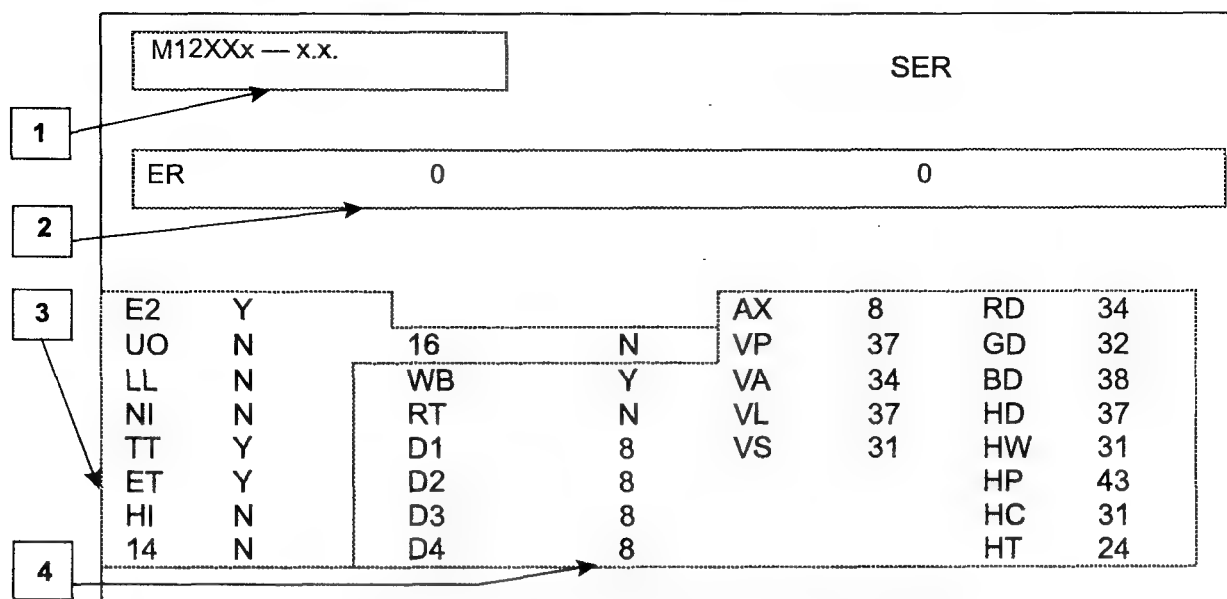 M12XXx — x.x.
SER
1
ER 0 0
2
3
E2 Y AX 8 RD 34
UO N 16 N VP 37 GD 32
LL N WB Y VA 34 BD 38
NI N RT N VL 37 HD 37
TT Y D1 8 VS 31 HW 31
ET Y D2 8 HP 43
HI N D3 8 HC 31
14 N D4 8 HT 24
4